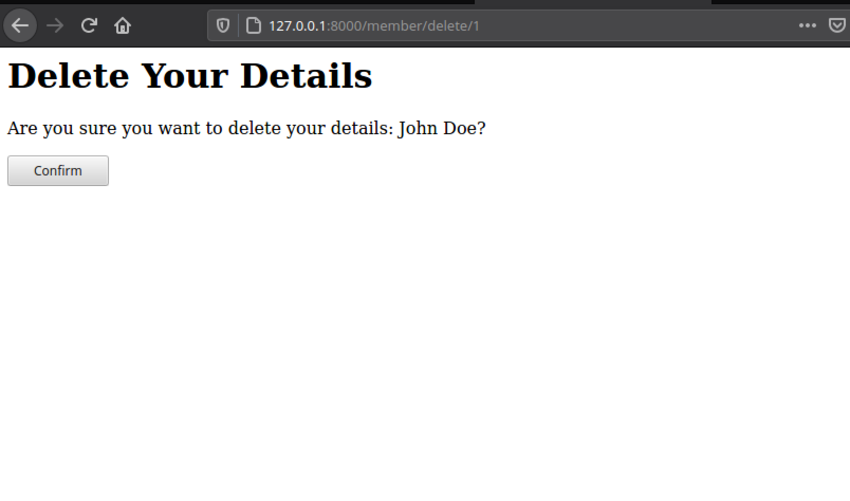 127.0.0.1:8000/member/delete/1
Delete Your Details
Are you sure you want to delete your details: John Doe?
Confirm